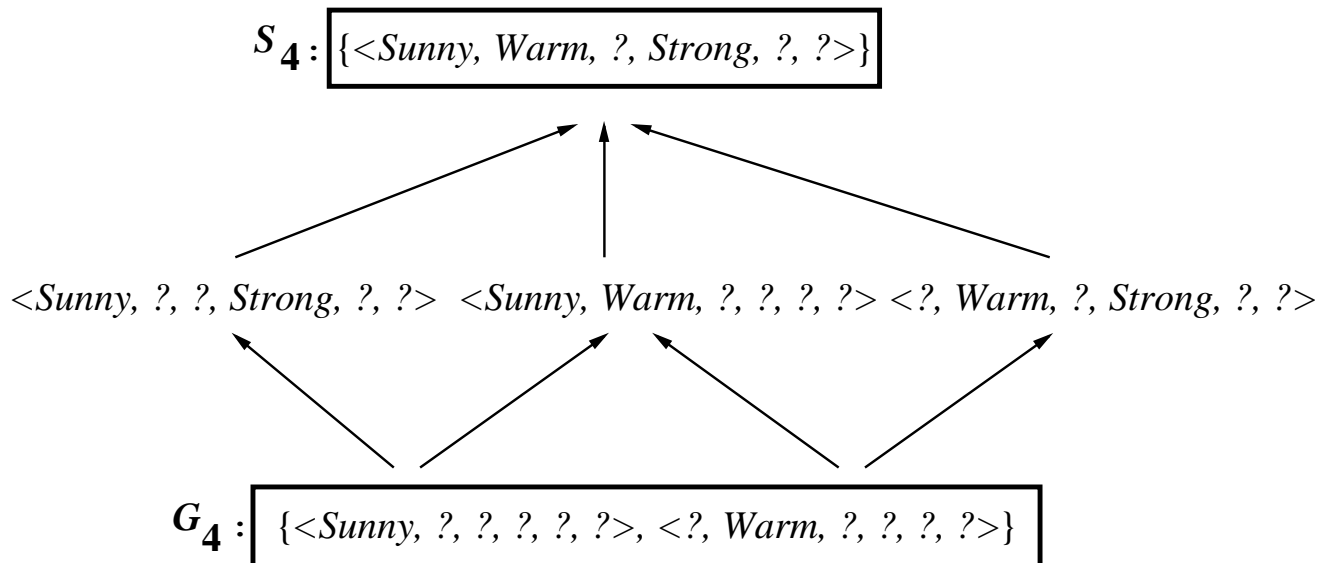 S4 : {<Sunny, Warm, ?, Strong, ?, ?>}
<Sunny, ?, ?, Strong, ?, ?> <Sunny, Warm, ?, ?, ?, ?> <?, Warm, ?, Strong, ?, ?>
G4 : {<Sunny, ?, ?, ?, ?, ?>, <?, Warm, ?, ?, ?, ?>}